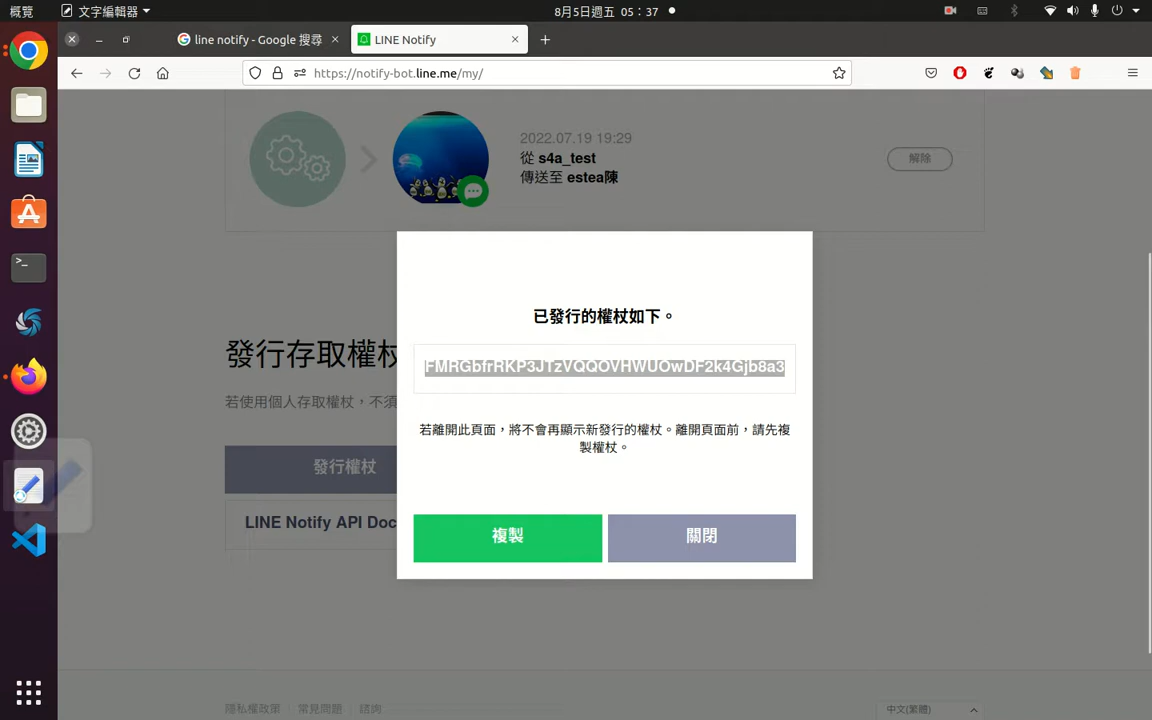 概覽
文字編輯器
8月5日週五 05：37
line notify - Google 搜尋
LINE Notify
https://notify-bot.line.me/my/
2022.07.19 19:29
從 s4a_test
傳送至 estea陳
解除
已發行的權杖如下。
發行存取權杖
FMRGbfrRKP3JTzVQQOVHWUOwDF2k4Gjb8a3
若使用個人存取權杖，不須
若離開此頁面，將不會再顯示新發行的權杖。離開頁面前，請先複
製權杖。
發行權杖
LINE Notify API Doc
複製
關閉
隱私權政策
常見問題
諮詢
中文(繁體)